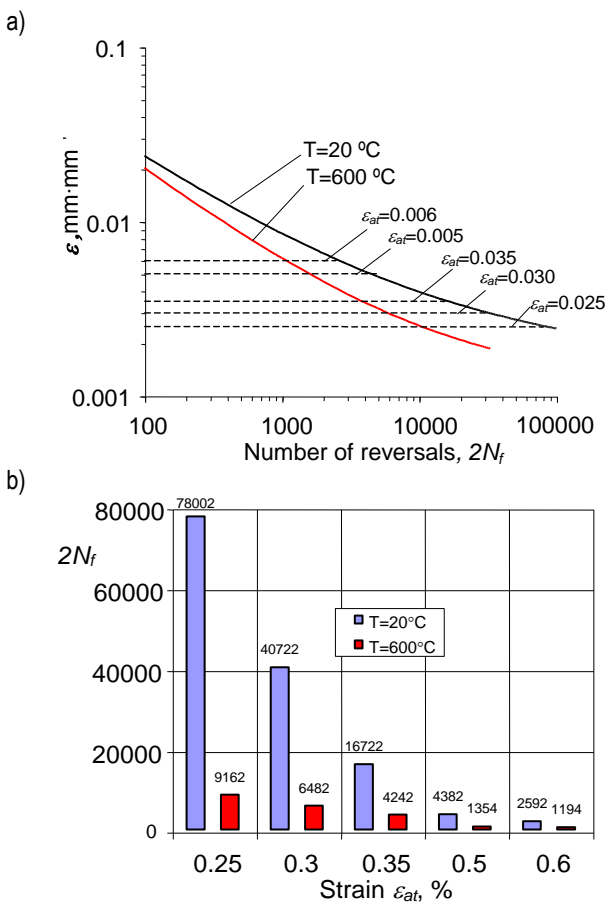 a)
0.1
0.01
0.001
ε,mm·mm
T=20 ºC
T=600 ºC
εat=0.006
εat=0.005
εat=0.035
εat=0.030
εat=0.025
100
1000
10000
100000
Number of reversals, 2Nf
b)
2Nf
80000
60000
40000
20000
0
78002
9162
40722
6482
16722
4242
4382
1354
2592
1194
T=20°C
T=600°C
0.25
0.3
0.35
0.5
0.6
Strain εat, %